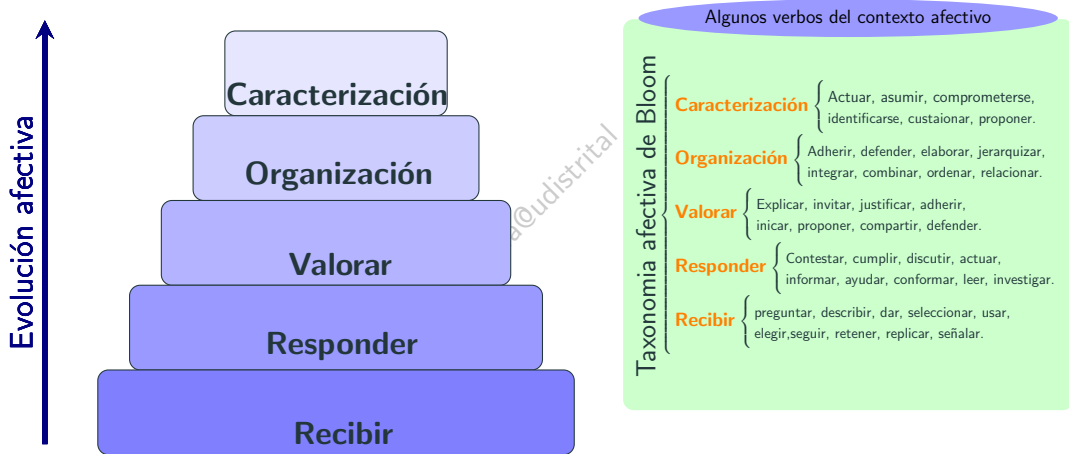 Evolución afectiva
Caracterización
Organización
Valorar
Responder
Recibir
a@udistrital
Algunos verbos del contexto afectivo
Taxonomia afectiva de Bloom
Caracterización
Actuar, asumir, comprometerse,
identificarse, custaionar, proponer.
Organización
Adherir, defender, elaborar, jerarquizar,
integrar, combinar, ordenar, relacionar.
Valorar
Explicar, invitar, justificar, adherir,
inicar, proponer, compartir, defender.
Responder
Contestar, cumplir, discutir, actuar,
informar, ayudar, conformar, leer, investigar.
Recibir
preguntar, describir, dar, seleccionar, usar,
elegir,seguir, retener, replicar, señalar.